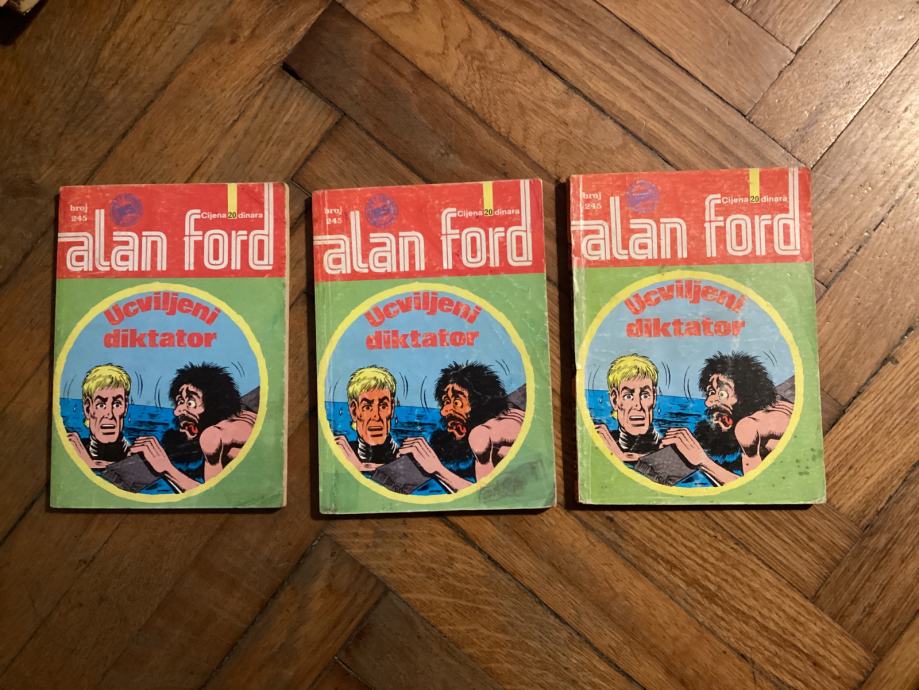 broj
245
Cijena 20 dinara
alan ford
Ucviljeni
diktator
broj
245
Cijena 20 dinara
alan ford
Ucviljeni
diktator
broj
245
Cijena 20 dinara
alan ford
Ucviljeni
diktator